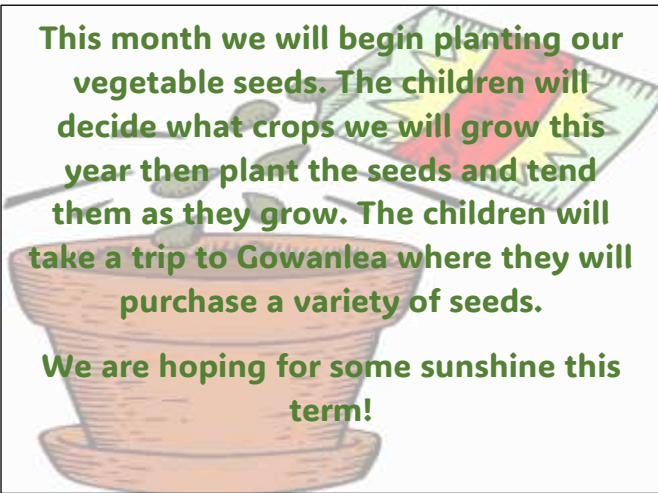 This month we will begin planting our
vegetable seeds. The children will
decide what crops we will grow this
year then plant the seeds and tend
them as they grow. The children will
take a trip to Gowanlea where they will
purchase a variety of seeds.
We are hoping for some sunshine this
term!